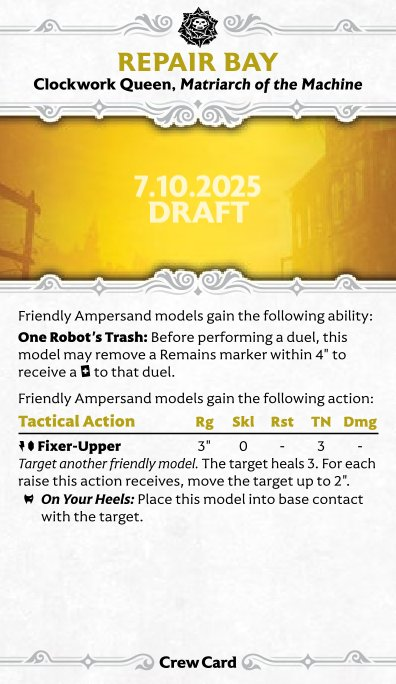 REPAIR BAY
Clockwork Queen, Matriarch of the Machine
7.10.2025
DRAFT
Friendly Ampersand models gain the following ability:
One Robot's Trash: Before performing a duel, this
model may remove a Remains marker within 4" to
receive a to that duel.
Friendly Ampersand models gain the following action:
Tactical Action Rg Skl Rst TN Dmg
Fixer-Upper 3" 0 - 3 -
Target another friendly model. The target heals 3. For each
raise this action receives, move the target up to 2".
On Your Heels: Place this model into base contact
with the target.
Crew Card